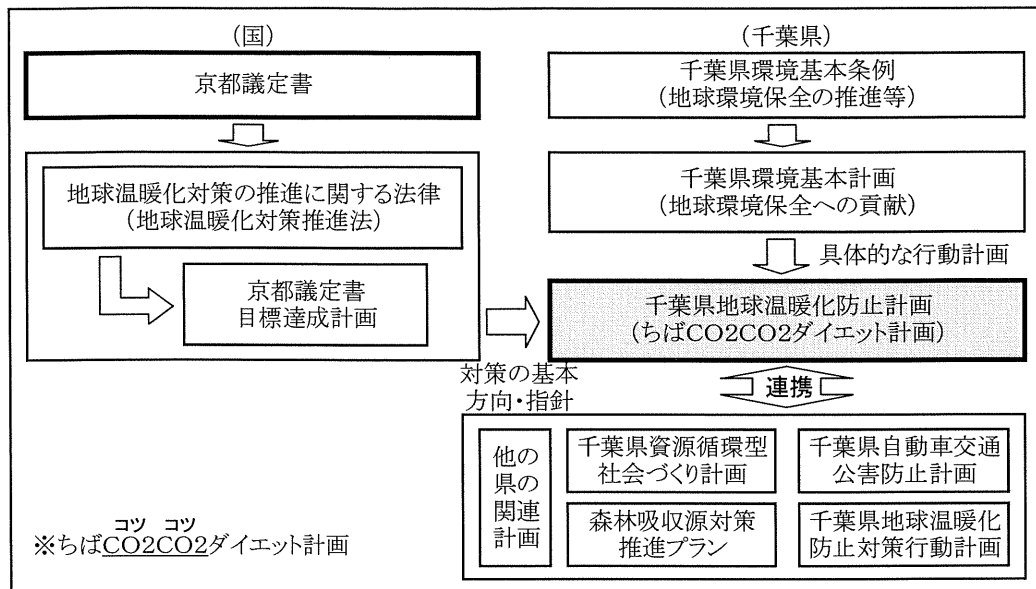 (国)
京都議定書
地球温暖化対策の推進に関する法律
(地球温暖化対策推進法)
京都議定書
目標達成計画
対策の基本
方向・指針
(千葉県)
千葉県環境基本条例
(地球環境保全の推進等)
千葉県環境基本計画
(地球環境保全への貢献)
具体的な行動計画
千葉県地球温暖化防止計画
(ちばCO2CO2ダイエット計画)
連携
他の
県の
関連
計画
千葉県資源循環型
社会づくり計画
千葉県自動車交通
公害防止計画
森林吸収源対策
推進プラン
千葉県地球温暖化
防止対策行動計画
コツ コツ
※ちばCO2CO2ダイエット計画